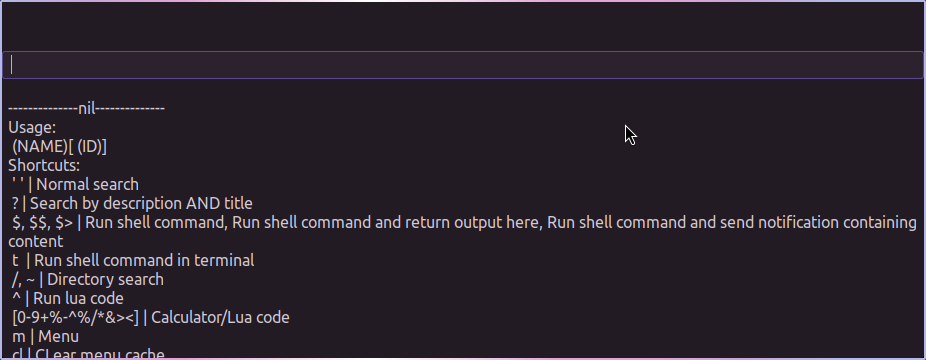 --------------nil--------------
Usage:
(NAME)[ (ID)]
Shortcuts:
' ' | Normal search
? | Search by description AND title
$, $$, $> | Run shell command, Run shell command and return output here, Run shell command and send notification containing
content
t  | Run shell command in terminal
/, ~ | Directory search
^ | Run lua code
[0-9+%-^%/*&><] | Calculator/Lua code
m | Menu
cl | CLear menu cache